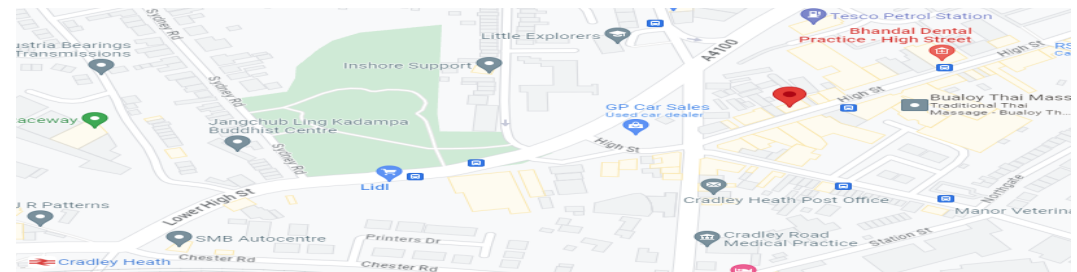 Sydney Rd
Tesco Petrol Station
Little Explorers
Bhandal Dental
Practice - High Street
ustria Bearings
Transmissions
A4100
High St
RS
Ca
Inshore Support
Sydney Rd
High St
GP Car Sales
Used car dealer
Bualoy Thai Mass
Traditional Thai
Massage - Bualoy Th...
aceway
Jangchub Ling Kadampa
Buddhist Centre
Sydney Rd
High St
Lidl
Lower High St
Northgate
Cradley Heath Post Office
J R Patterns
Manor Veterina
SMB Autocentre
Printers Dr
Cradley Road
Medical Practice
Station St
Cradley Heath
Chester Rd
Chester Rd